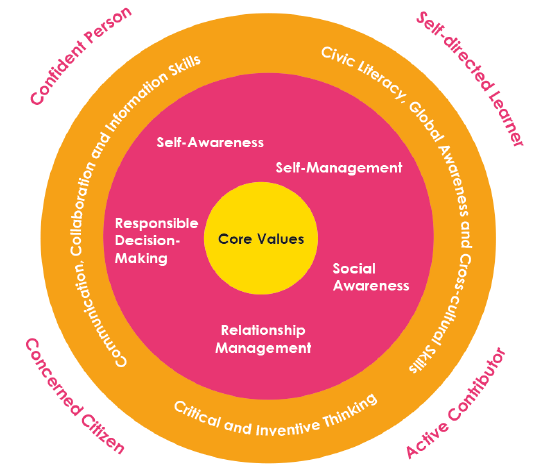 Confident Person
Self-directed Learner
Communication, Collaboration and Information Skills
Civic Literacy, Global Awareness and Cross-cultural Skills
Self-Awareness
Self-Management
Responsible
Decision-
Making
Core Values
Social
Awareness
Relationship
Management
Critical and Inventive Thinking
Concerned Citizen
Active Contributor